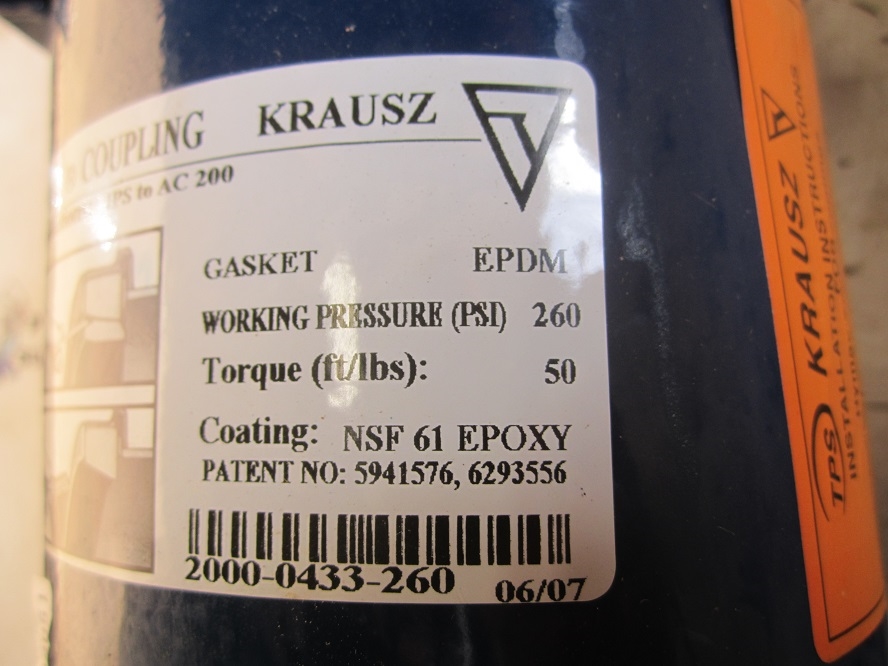 COUPLING KRAUSZ
to AC 200
GASKET EPDM
WORKING PRESSURE (PSI) 260
Torque (ft/lbs): 50
Coating: NSF 61 EPOXY
PATENT NO: 5941576, 6293556
2000-0433-260 06/07
TPS KRAUSZ
INSTALLATION INSTRUCTIONS